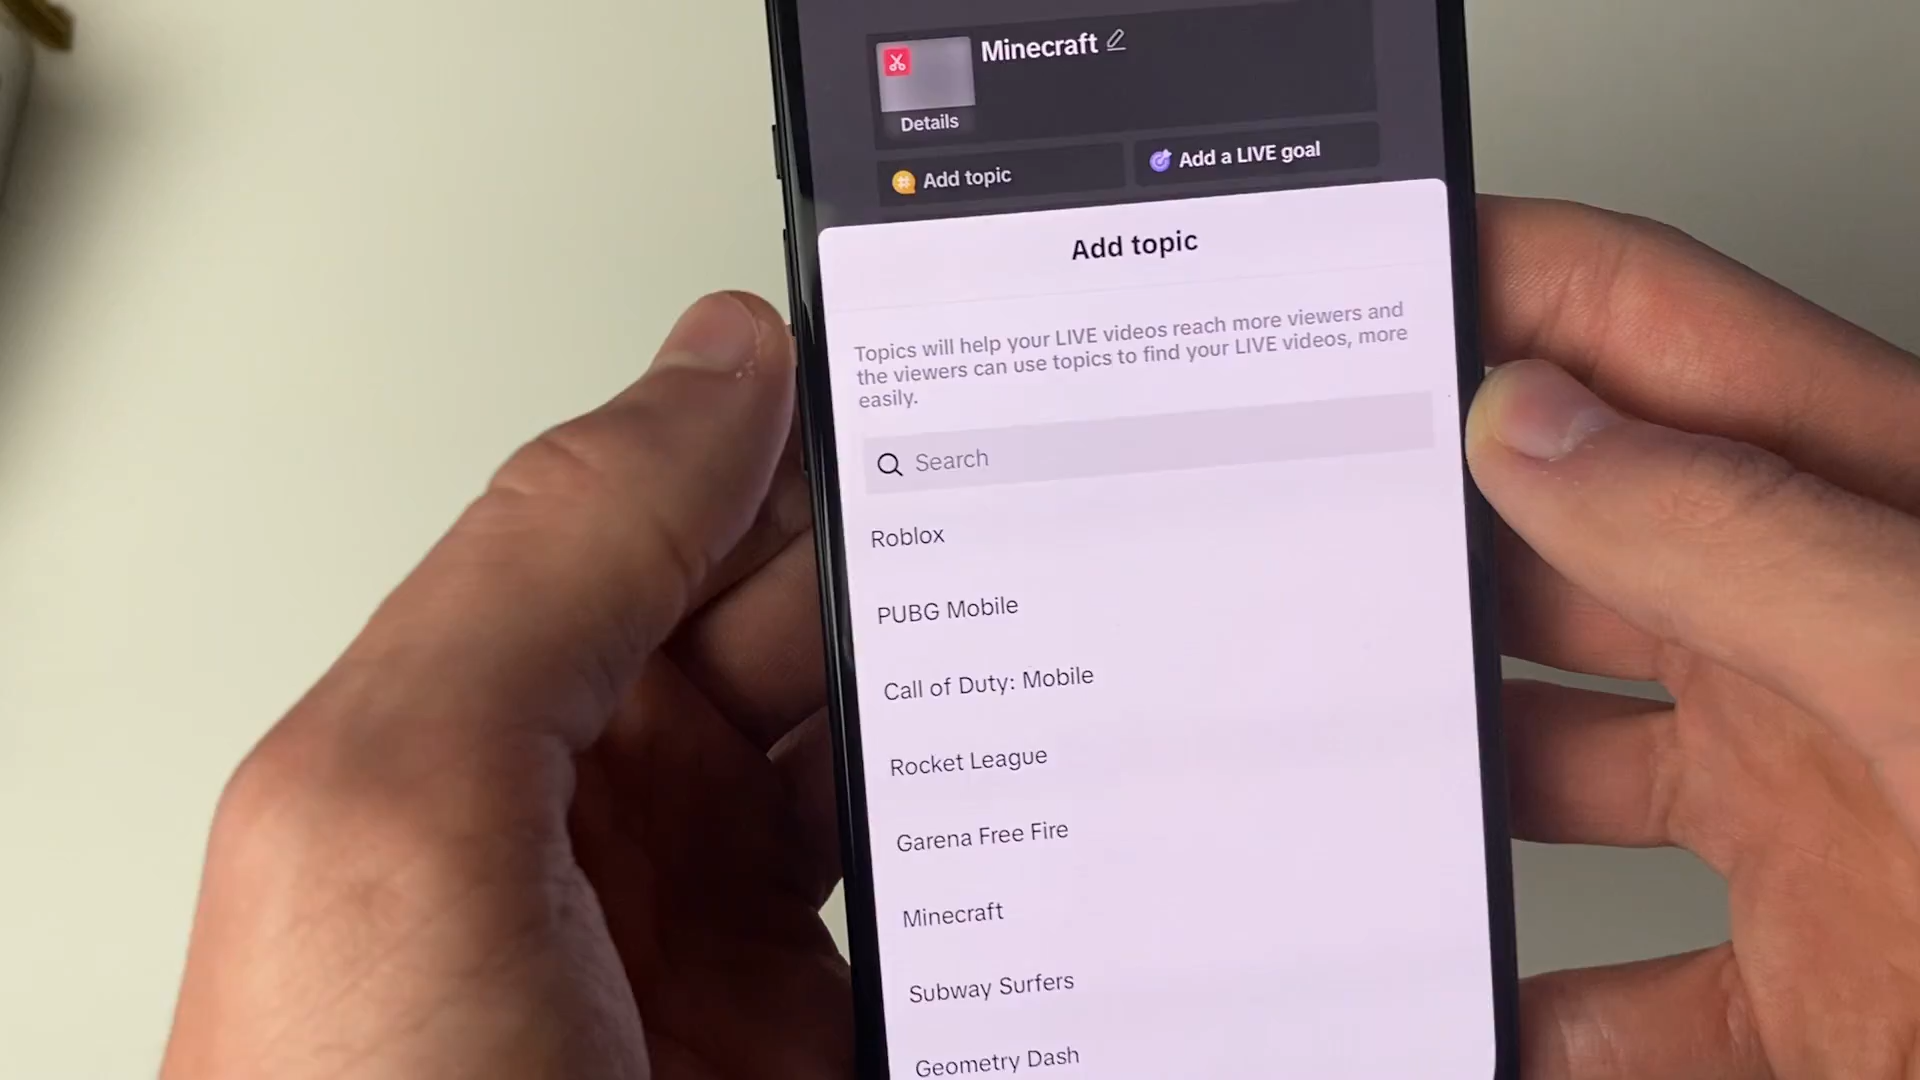 Minecraft
Details
Add topic
Add a LIVE goal
Add topic
Topics will help your LIVE videos reach more viewers and
the viewers can use topics to find your LIVE videos, more
easily.
Search
Roblox
PUBG Mobile
Call of Duty: Mobile
Rocket League
Garena Free Fire
Minecraft
Subway Surfers
Geometry Dash